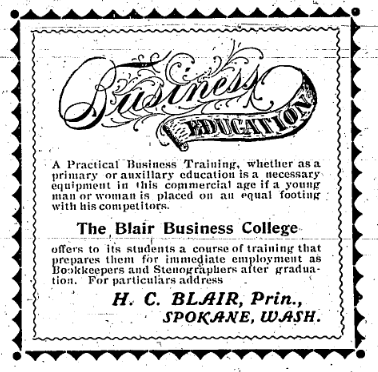 Business
EDUCATION
A Practical Business Training, whether as a
primary or auxillary education is a necessary
equipment in this commercial age if a young
man or woman is placed on an equal footing
with his competitors.
The Blair Business College
offers to its students a course of training that
prepares them for immediate employment as
Bookkeepers and Stenographers after gradua-
tion. For particulars address
H. C. BLAIR, Prin.,
SPOKANE, WASH.